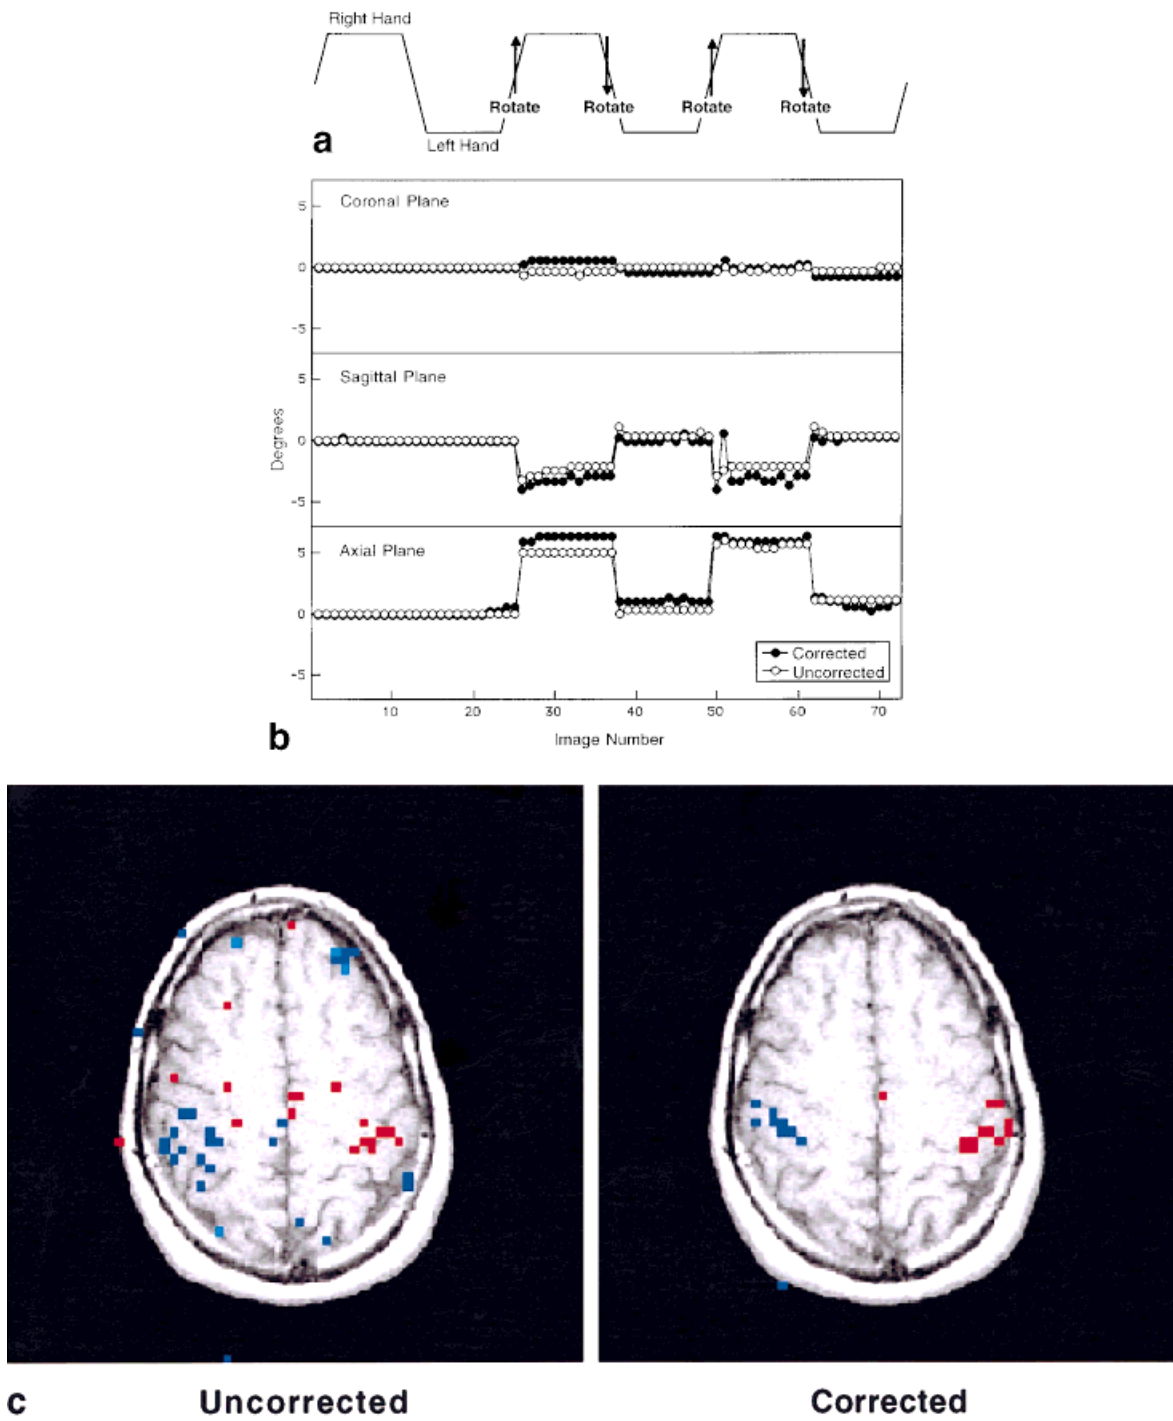 Right Hand
Rotate Rotate Rotate Rotate
a
Left Hand
5
Coronal Plane
0
-5
5
Sagittal Plane
Degrees
0
-5
Axial Plane
5
0
Corrected
Uncorrected
-5
10 20 30 40 50 60 70
b
Image Number
c Uncorrected Corrected